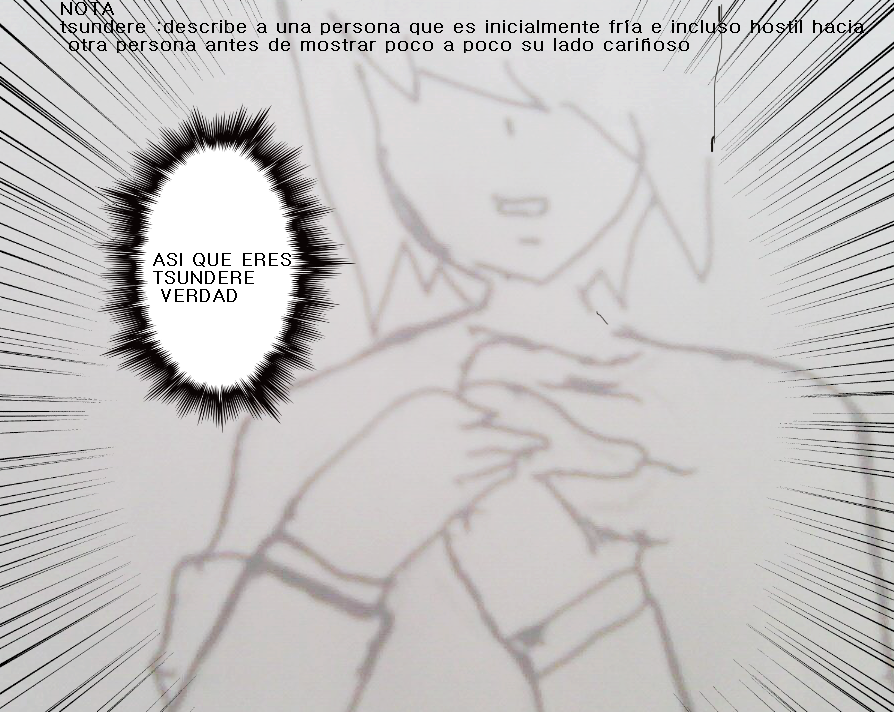 NOTA
tsundere :describe a una persona que es inicialmente fría e incluso hostil hacia
otra persona antes de mostrar poco a poco su lado cariñoso
ASI QUE ERES
TSUNDERE
VERDAD